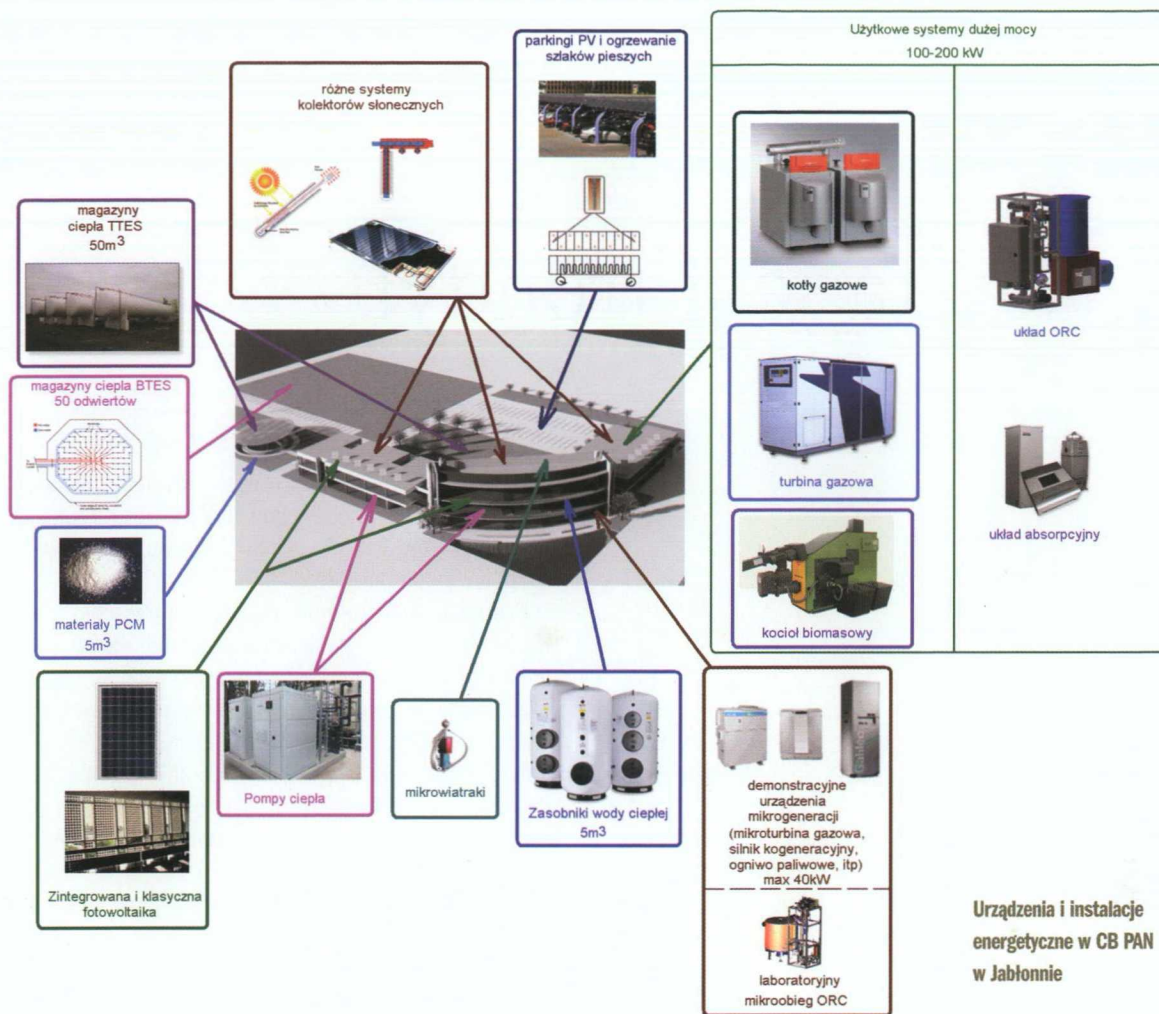 parkingi PV i ogrzewanie
szlaków pieszych
Użytkowe systemy dużej mocy
100-200 kW
różne systemy
kolektorów słonecznych
magazyny
ciepła TTES
50m³
kotły gazowe
układ ORC
magazyny ciepła BTES
50 odwiertów
turbina gazowa
układ absorpcyjny
materiały PCM
5m³
kocioł biomasowy
Pompy ciepła
mikrowiatraki
Zasobniki wody ciepłej
5m³
demonstracyjne
urządzenia
mikrogeneracji
(mikroturbina gazowa,
silnik kogeneracyjny,
ogniwo paliwowe, itp)
max 40kW
Zintegrowana i klasyczna
fotowoltaika
laboratoryjny
mikroobieg ORC
Urządzenia i instalacje
energetyczne w CB PAN
w Jabłonnie